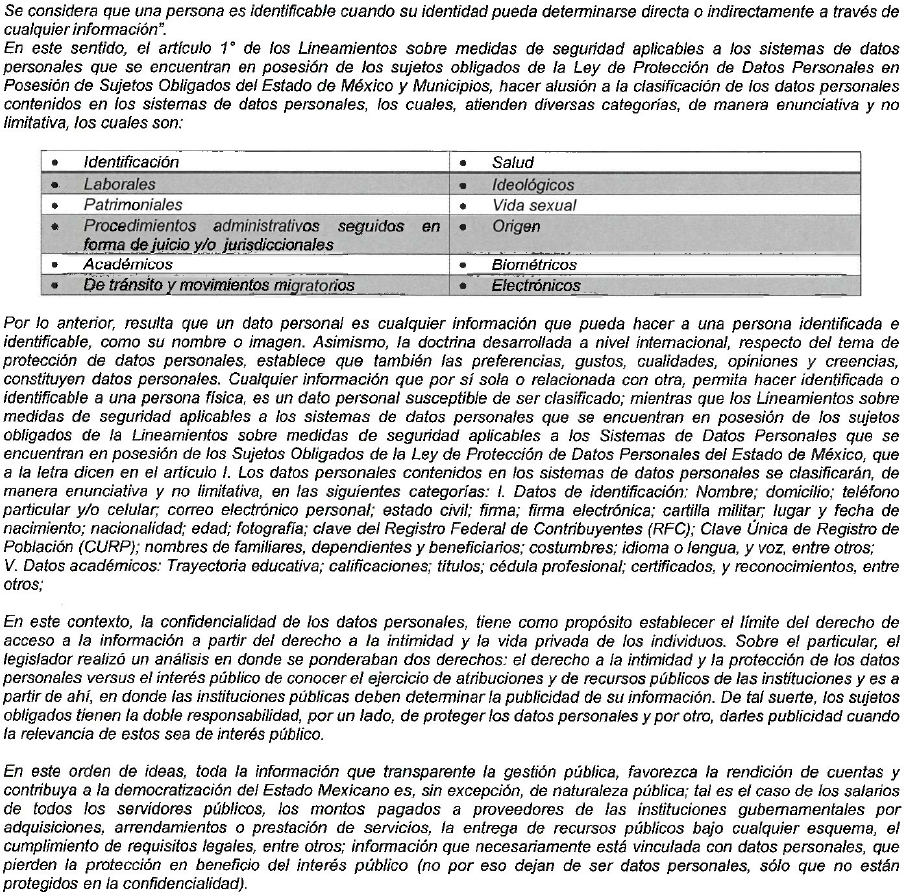 Se considera que una persona es identificable cuando su identidad pueda determinarse directa o indirectamente a través de
cualquier información".
En este sentido, el artículo 1° de los Lineamientos sobre medidas de seguridad aplicables a los sistemas de datos
personales que se encuentran en posesión de los sujetos obligados de la Ley de Protección de Datos Personales en
Posesión de Sujetos Obligados del Estado de México y Municipios, hacer alusión a la clasificación de los datos personales
contenidos en los sistemas de datos personales, los cuales, atienden diversas categorías, de manera enunciativa y no
limitativa, los cuales son:
• Identificación • Salud
• Laborales • Ideológicos
• Patrimoniales • Vida sexual
• Procedimientos administrativos seguidos en • Origen
forma de juicio y/o jurisdiccionales
• Académicos • Biométricos
• De tránsito y movimientos migratorios • Electrónicos
Por lo anterior, resulta que un dato personal es cualquier información que pueda hacer a una persona identificada e
identificable, como su nombre o imagen. Asimismo, la doctrina desarrollada a nivel internacional, respecto del tema de
protección de datos personales, establece que también las preferencias, gustos, cualidades, opiniones y creencias,
constituyen datos personales. Cualquier información que por sí sola o relacionada con otra, permita hacer identificada o
identificable a una persona física, es un dato personal susceptible de ser clasificado; mientras que los Lineamientos sobre
medidas de seguridad aplicables a los sistemas de datos personales que se encuentran en posesión de los sujetos
obligados de la Lineamientos sobre medidas de seguridad aplicables a los Sistemas de Datos Personales que se
encuentran en posesión de los Sujetos Obligados de la Ley de Protección de Datos Personales del Estado de México, que
a la letra dicen en el artículo I. Los datos personales contenidos en los sistemas de datos personales se clasificarán, de
manera enunciativa y no limitativa, en las siguientes categorías: I. Datos de identificación: Nombre; domicilio; teléfono
particular y/o celular; correo electrónico personal; estado civil; firma; firma electrónica; cartilla militar; lugar y fecha de
nacimiento; nacionalidad; edad; fotografía; clave del Registro Federal de Contribuyentes (RFC); Clave Única de Registro de
Población (CURP); nombres de familiares, dependientes y beneficiarios; costumbres; idioma o lengua, y voz, entre otros;
V. Datos académicos: Trayectoria educativa; calificaciones; títulos; cédula profesional; certificados, y reconocimientos, entre
otros;
En este contexto, la confidencialidad de los datos personales, tiene como propósito establecer el límite del derecho de
acceso a la información a partir del derecho a la intimidad y la vida privada de los individuos. Sobre el particular, el
legislador realizó un análisis en donde se ponderaban dos derechos: el derecho a la intimidad y la protección de los datos
personales versus el interés público de conocer el ejercicio de atribuciones y de recursos públicos de las instituciones y es a
partir de ahí, en donde las instituciones públicas deben determinar la publicidad de su información. De tal suerte, los sujetos
obligados tienen la doble responsabilidad, por un lado, de proteger los datos personales y por otro, darles publicidad cuando
la relevancia de estos sea de interés público.
En este orden de ideas, toda la información que transparente la gestión pública, favorezca la rendición de cuentas y
contribuya a la democratización del Estado Mexicano es, sin excepción, de naturaleza pública; tal es el caso de los salarios
de todos los servidores públicos, los montos pagados a proveedores de las instituciones gubernamentales por
adquisiciones, arrendamientos o prestación de servicios, la entrega de recursos públicos bajo cualquier esquema, el
cumplimiento de requisitos legales, entre otros; información que necesariamente está vinculada con datos personales, que
pierden la protección en beneficio del interés público (no por eso dejan de ser datos personales, sólo que no están
protegidos en la confidencialidad).